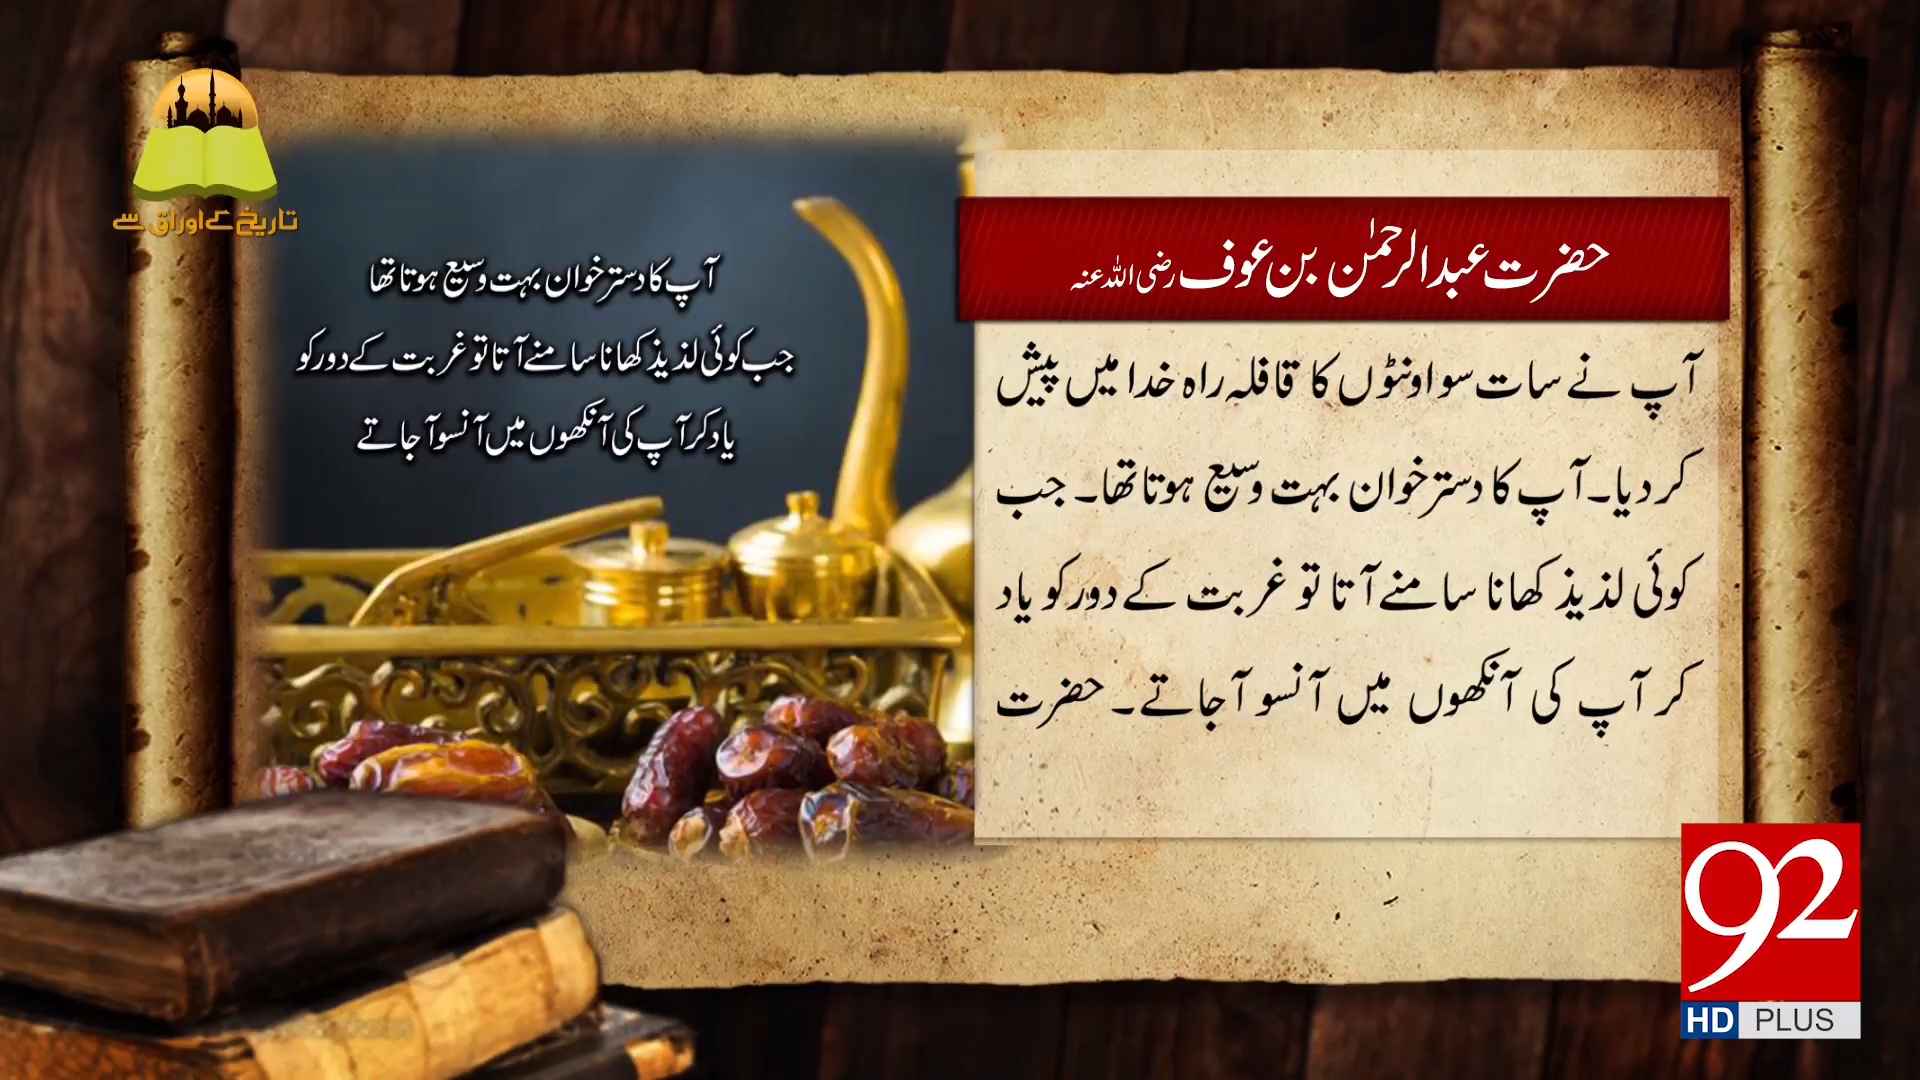 تاریخ کے اوراق سے
آپ کا دسترخوان بہت وسیع ہوتا تھا
جب کوئی لذیذ کھانا سامنے آتا تو غربت کے دور کو
یاد کر آپ کی آنکھوں میں آنسو آجاتے
حضرت عبدالرحمٰن بن عوف رضی اللہ عنہ
آپ نے سات سو اونٹوں کا قافلہ راہ خدا میں پیش
کر دیا۔ آپ کا دسترخوان بہت وسیع ہوتا تھا۔ جب
کوئی لذیذ کھانا سامنے آتا تو غربت کے دور کو یاد
کر آپ کی آنکھوں میں آنسو آجاتے۔ حضرت
92
HD PLUS